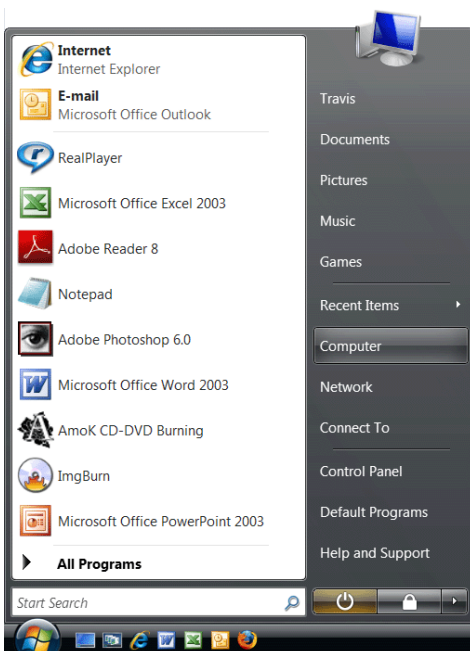 Internet
Internet Explorer
E-mail
Microsoft Office Outlook
RealPlayer
Microsoft Office Excel 2003
Adobe Reader 8
Notepad
Adobe Photoshop 6.0
Microsoft Office Word 2003
AmoK CD-DVD Burning
ImgBurn
Microsoft Office PowerPoint 2003
All Programs
Start Search
Travis
Documents
Pictures
Music
Games
Recent Items
Computer
Network
Connect To
Control Panel
Default Programs
Help and Support